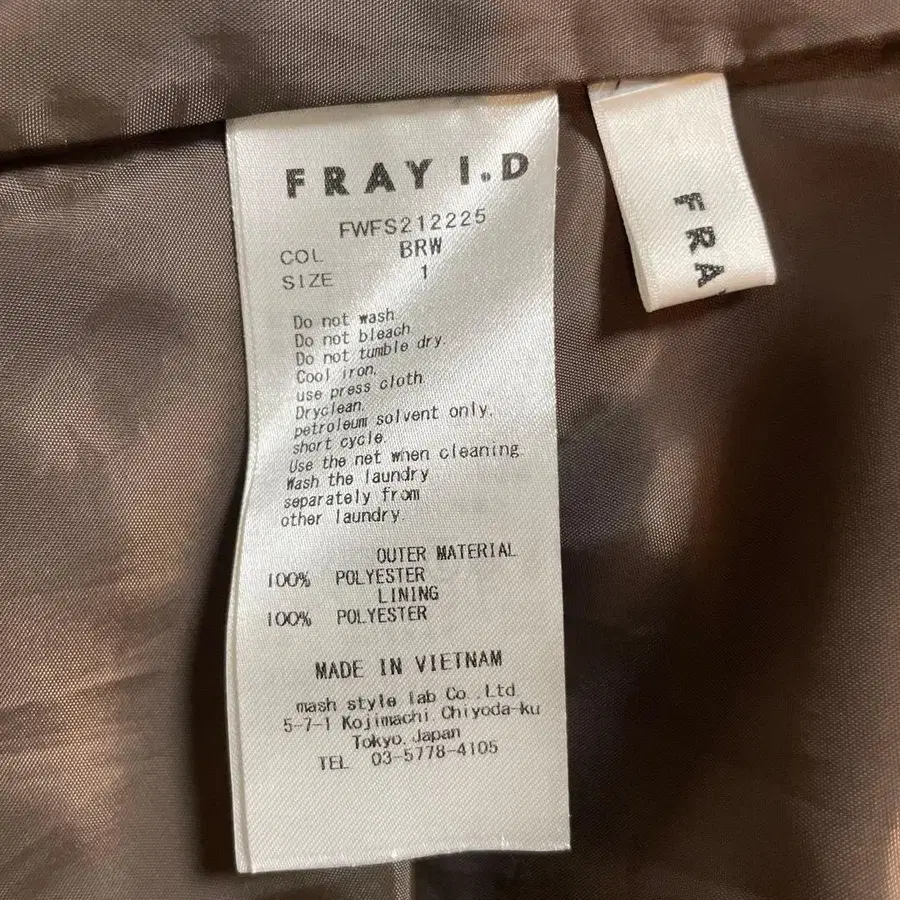 FRAY I.D
FWFS212225
COL BRW
SIZE 1
Do not wash
Do not bleach
Do not tumble dry.
Cool iron,
use press cloth
Dryclean,
petroleum solvent only,
short cycle.
Use the net when cleaning
Wash the laundry
separately from
other laundry.
OUTER MATERIAL
100% POLYESTER
LINING
100% POLYESTER
MADE IN VIETNAM
mash style lab Co.,Ltd
5-7-1 Kojimachi,Chiyoda-ku
Tokyo,Japan
TEL 03-5778-4105
FRA